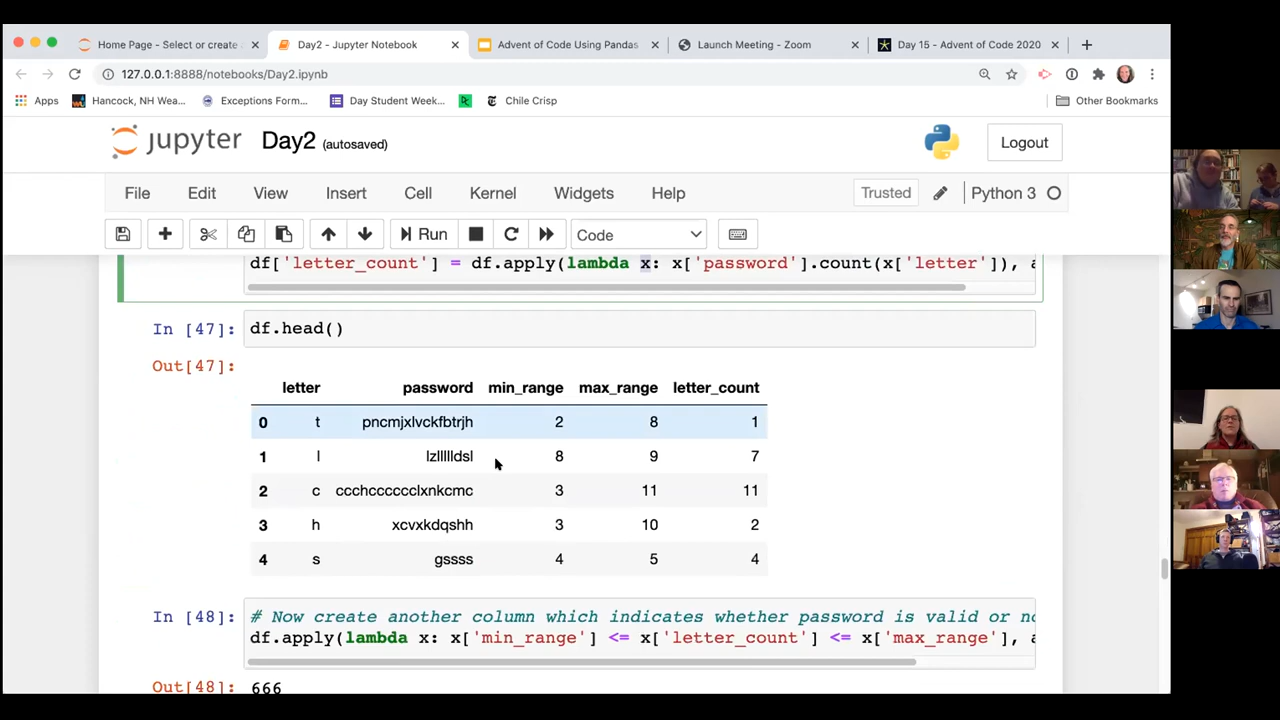 Home Page - Select or create
Day2 - Jupyter Notebook
Advent of Code Using Pandas
Launch Meeting - Zoom
Day 15 - Advent of Code 2020
127.0.0.1:8888/notebooks/Day2.ipynb
Apps
Hancock, NH Wea...
Exceptions Form...
Day Student Week...
Chile Crisp
Other Bookmarks
jupyter Day2 (autosaved)
Logout
File Edit View Insert Cell Kernel Widgets Help
Trusted
Python 3
Run
Code
df['letter_count'] = df.apply(lambda x: x['password'].count(x['letter']), a
In [47]: df.head()
Out[47]:
letter password min_range max_range letter_count
0 t pncmjxlvckfbtrjh 2 8 1
1 l lzllllldsl 8 9 7
2 c ccchcccccclxnkcmc 3 11 11
3 h xcvxkdqshh 3 10 2
4 s gssss 4 5 4
In [48]: # Now create another column which indicates whether password is valid or no
df.apply(lambda x: x['min_range'] <= x['letter_count'] <= x['max_range'], a
Out[48]: 666